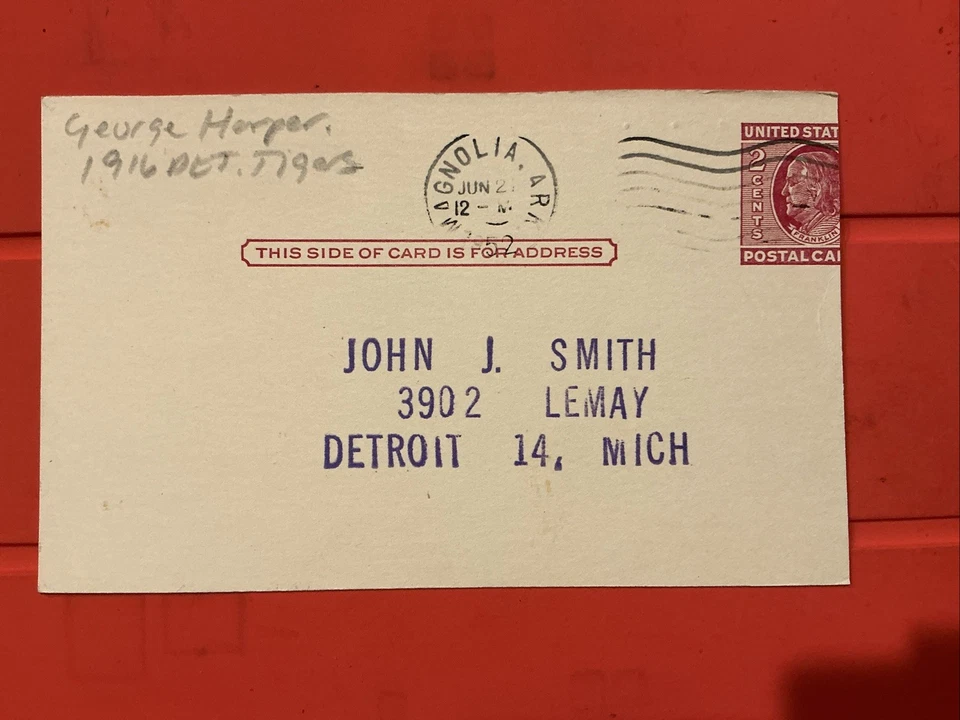 George Harper.
1916 DET. Tigers
MAGNOLIA, ARK
JUN 2
12 - M
1952
UNITED STAT
2 CENTS
FRANKLIN
POSTAL CAR
THIS SIDE OF CARD IS FOR ADDRESS
JOHN J. SMITH
3902 LEMAY
DETROIT 14, MICH